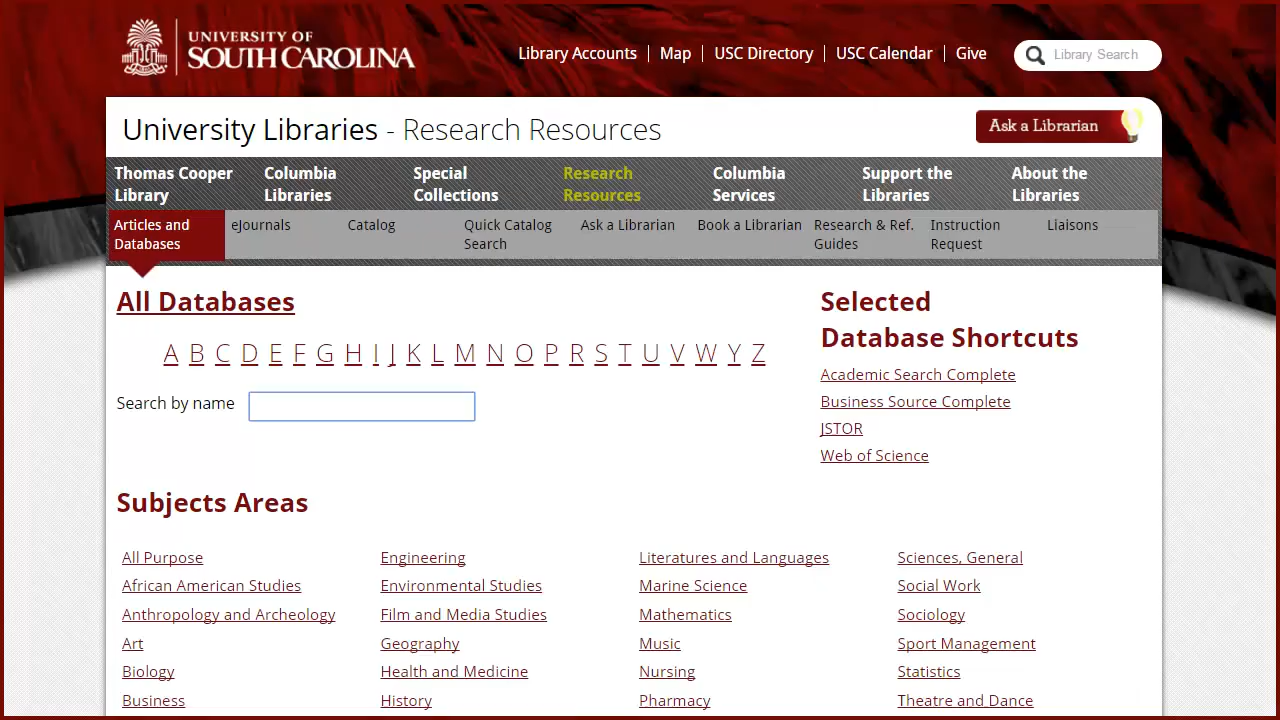 UNIVERSITY OF
SOUTH CAROLINA
Library Accounts
Map
USC Directory
USC Calendar
Give
Library Search
University Libraries - Research Resources
Ask a Librarian
Thomas Cooper
Library
Columbia
Libraries
Special
Collections
Research
Resources
Columbia
Services
Support the
Libraries
About the
Libraries
Articles and
Databases
eJournals
Catalog
Quick Catalog
Search
Ask a Librarian
Book a Librarian
Research & Ref.
Guides
Instruction
Request
Liaisons
All Databases
A B C D E F G H I J K L M N O P R S T U V W Y Z
Search by name
Selected
Database Shortcuts
Academic Search Complete
Business Source Complete
JSTOR
Web of Science
Subjects Areas
All Purpose
African American Studies
Anthropology and Archeology
Art
Biology
Business
Engineering
Environmental Studies
Film and Media Studies
Geography
Health and Medicine
History
Literatures and Languages
Marine Science
Mathematics
Music
Nursing
Pharmacy
Sciences, General
Social Work
Sociology
Sport Management
Statistics
Theatre and Dance